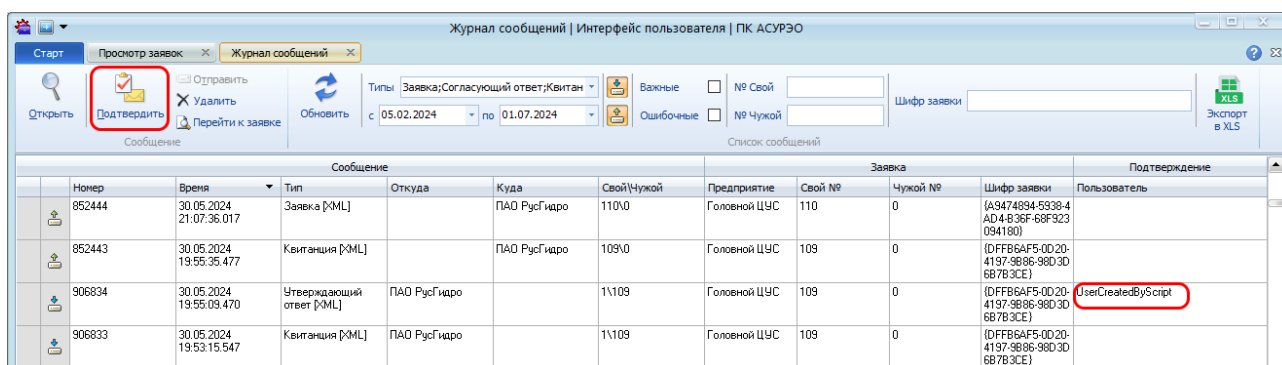 Журнал сообщений | Интерфейс пользователя | ПК АСУРЭО
Старт Просмотр заявок Журнал сообщений
Открыть Подтвердить Отправить Удалить Перейти к заявке Обновить
Типы Заявка;Согласующий ответ;Квитан Важные № Свой Шифр заявки Экспорт в XLS
с 05.02.2024 по 01.07.2024 Ошибочные № Чужой
Сообщение Список сообщений
Сообщение Заявка Подтверждение
Номер Время Тип Откуда Куда Свой\Чужой Предприятие Свой № Чужой № Шифр заявки Пользователь
852444 30.05.2024 Заявка [XML] ПАО РусГидро 110\0 Головной ЦУС 110 0 {A9474894-5938-4
21:07:36.017 AD4-B36F-68F923
094180}
852443 30.05.2024 Квитанция [XML] ПАО РусГидро 109\0 Головной ЦУС 109 0 {DFFB6AF5-0D20-
19:55:35.477 4197-9B86-98D3D
6B7B3CE}
906834 30.05.2024 Утверждающий ПАО РусГидро 1\109 Головной ЦУС 109 0 {DFFB6AF5-0D20- UserCreatedByScript
19:55:09.470 ответ [XML] 4197-9B86-98D3D
6B7B3CE}
906833 30.05.2024 Квитанция [XML] ПАО РусГидро 1\109 Головной ЦУС 109 0 {DFFB6AF5-0D20-
19:53:15.547 4197-9B86-98D3D
6B7B3CE}